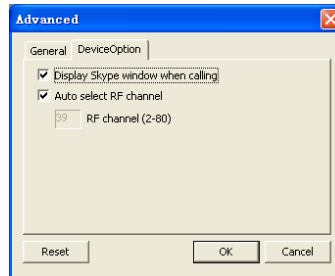 Advanced
General DeviceOption
Display Skype window when calling
Auto select RF channel
39 RF channel (2-80)
Reset OK Cancel